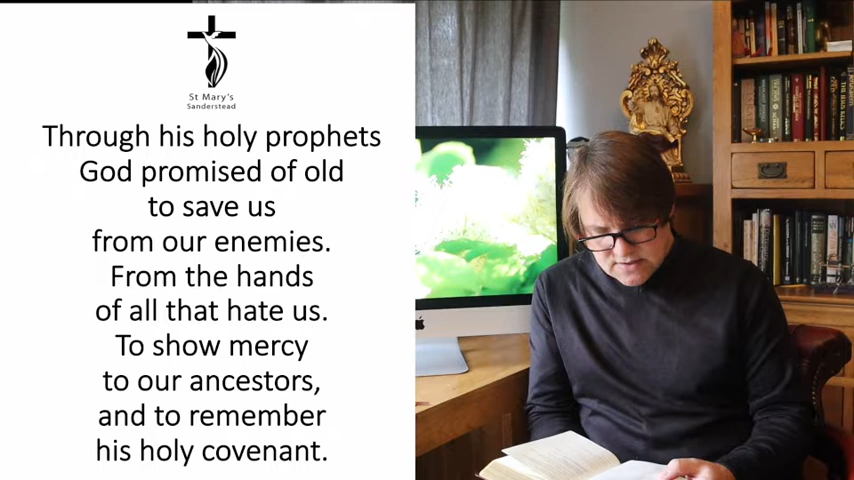 St Mary's
Sanderstead
Through his holy prophets
God promised of old
to save us
from our enemies.
From the hands
of all that hate us.
To show mercy
to our ancestors,
and to remember
his holy covenant.